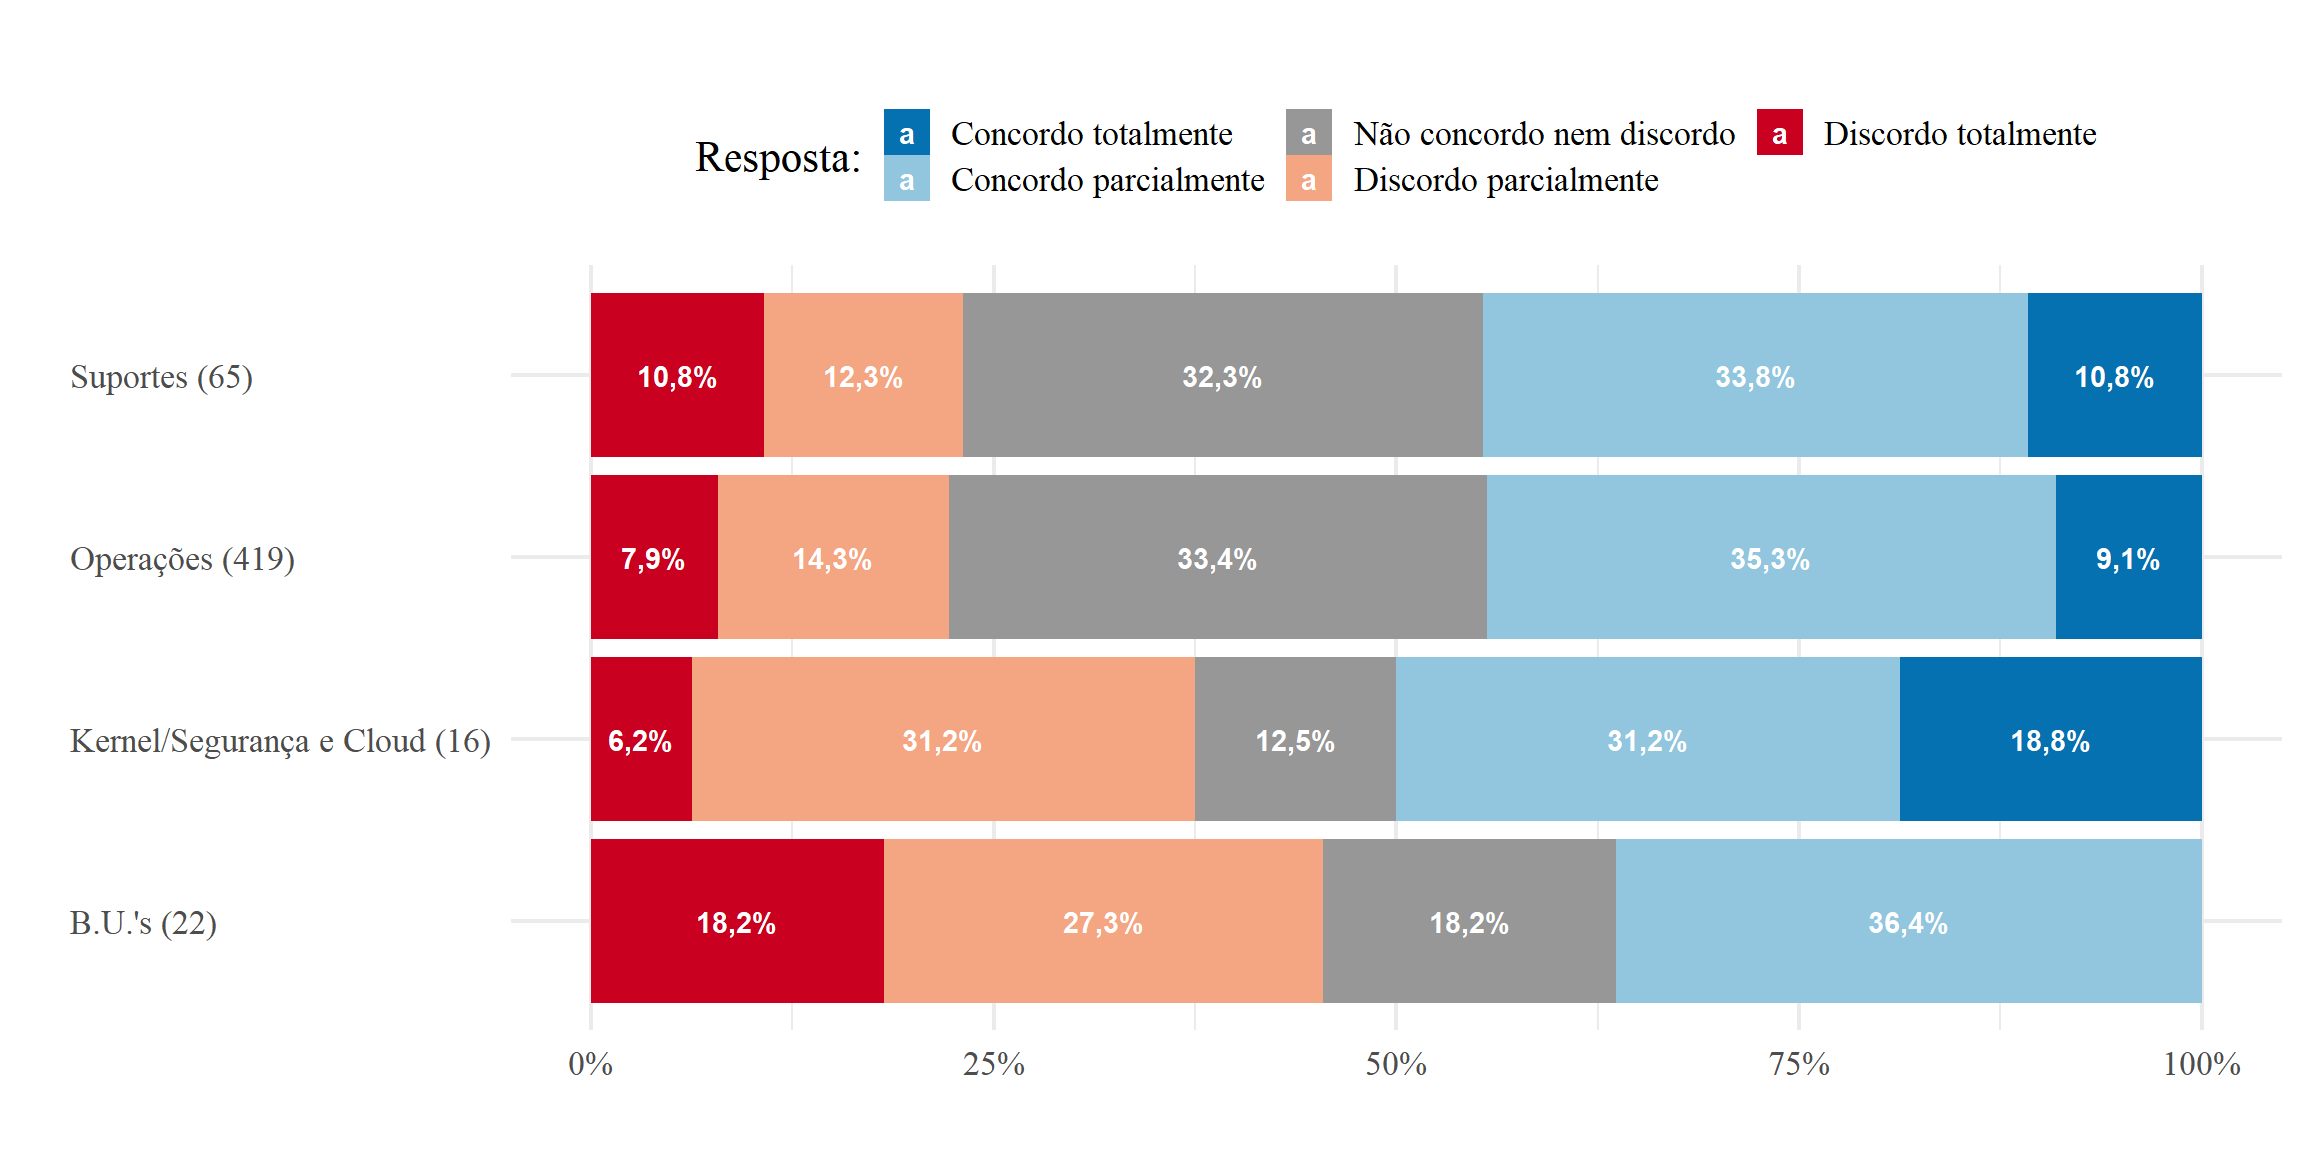 Resposta:
a Concordo totalmente a Não concordo nem discordo a Discordo totalmente
a Concordo parcialmente a Discordo parcialmente
Suportes (65) 10,8% 12,3% 32,3% 33,8% 10,8%
Operações (419) 7,9% 14,3% 33,4% 35,3% 9,1%
Kernel/Segurança e Cloud (16) 6,2% 31,2% 12,5% 31,2% 18,8%
B.U.'s (22) 18,2% 27,3% 18,2% 36,4%
0% 25% 50% 75% 100%